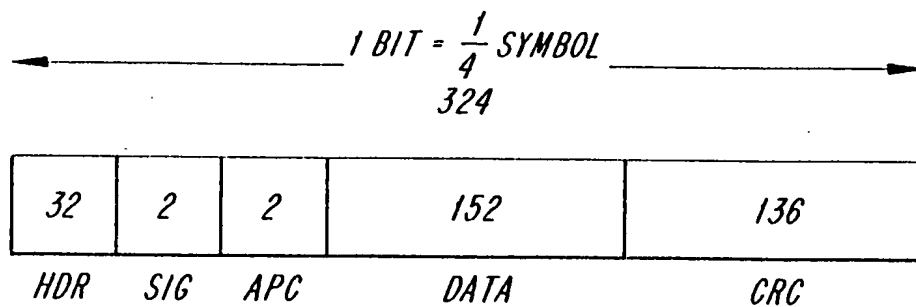 1 BIT = 1/4 SYMBOL
324
32 2 2 152 136
HDR SIG APC DATA CRC